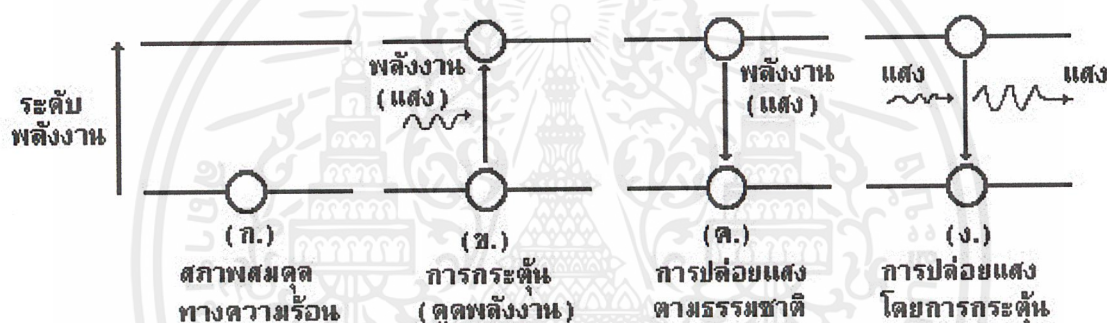 ระดับ
พลังงาน
พลังงาน
(แสง)
พลังงาน
(แสง)
แสง
แสง
(ก.)
สภาพสมดุล
ทางความร้อน
(ข.)
การกระตุ้น
(ดูดพลังงาน)
(ค.)
การปล่อยแสง
ตามธรรมชาติ
(ง.)
การปล่อยแสง
โดยการกระตุ้น